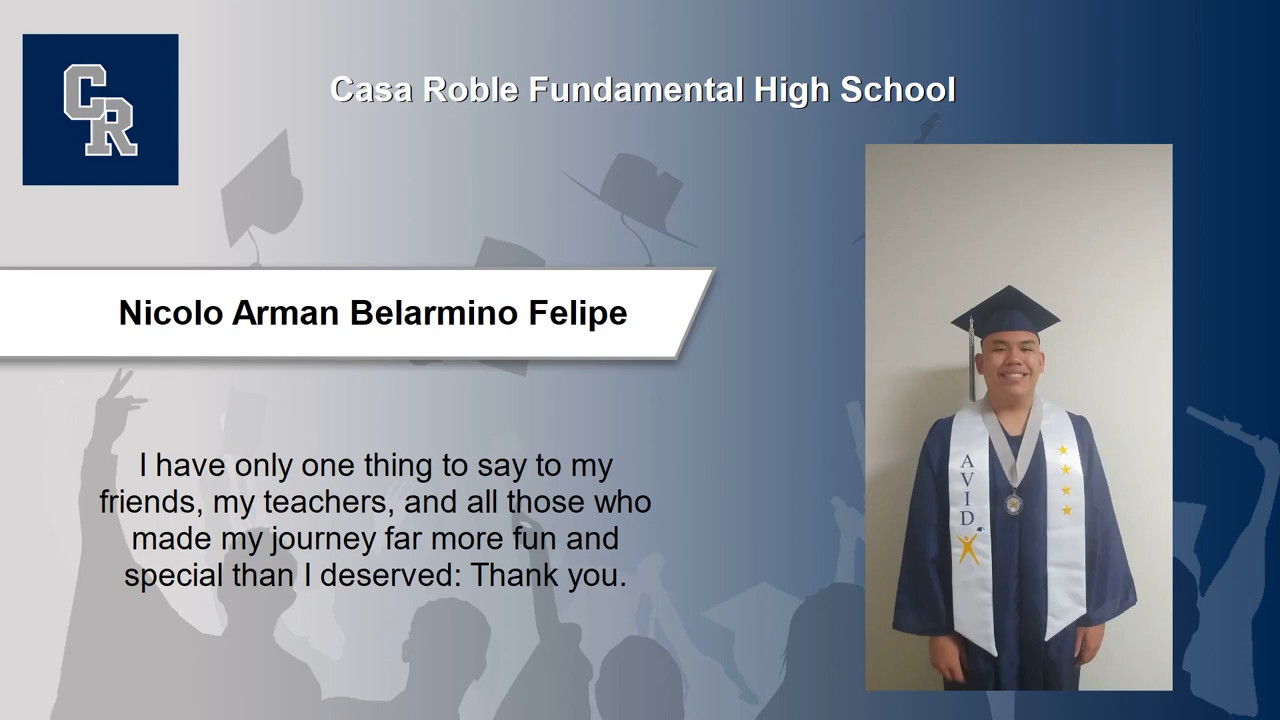 CR
Casa Roble Fundamental High School
Nicolo Arman Belarmino Felipe
I have only one thing to say to my
friends, my teachers, and all those who
made my journey far more fun and
special than I deserved: Thank you.
AVID